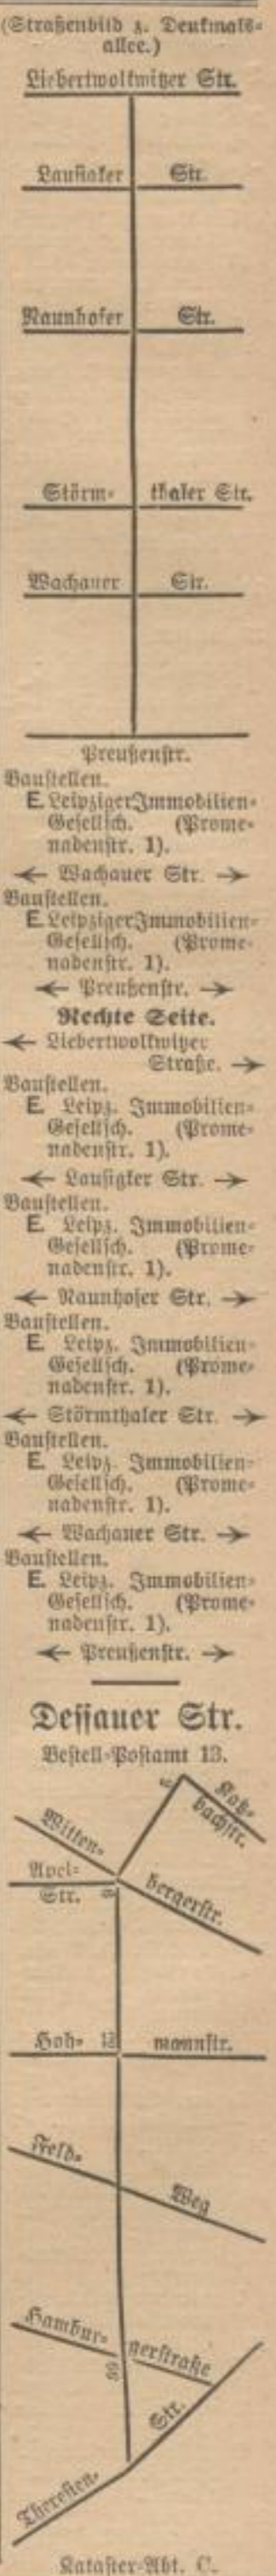 (Straßenbild z. Denkmals-
allee.)
Liebertwolkwitzer Str.
Lausigker Str.
Naunhofer Str.
Störm- thaler Str.
Wachauer Str.
Preußenstr.
Baustellen.
E. Leipziger Immobilien-
Gesellsch. (Prome-
nadenstr. 1).
← Wachauer Str. →
Baustellen.
E. Leipziger Immobilien-
Gesellsch. (Prome-
nadenstr. 1).
← Preußenstr. →
Rechte Seite.
← Liebertwolkwitzer
Straße. →
Baustellen.
E. Leipz. Immobilien-
Gesellsch. (Prome-
nadenstr. 1).
← Lausigker Str. →
Baustellen.
E. Leipz. Immobilien-
Gesellsch. (Prome-
nadenstr. 1).
← Naunhofer Str. →
Baustellen.
E. Leipz. Immobilien-
Gesellsch. (Prome-
nadenstr. 1).
← Störmthaler Str. →
Baustellen.
E. Leipz. Immobilien-
Gesellsch. (Prome-
nadenstr. 1).
← Wachauer Str. →
Baustellen.
E. Leipz. Immobilien-
Gesellsch. (Prome-
nadenstr. 1).
← Preußenstr. →
Dessauer Str.
Bestell-Postamt 13.
Katz-
bachstr.
Witten-
bergerstr.
Apel-
Str.
Hoh- mannstr.
Feld-
Weg
Hambur-
gerstraße
Theresien-
Str.
Kataster-Abt. C.